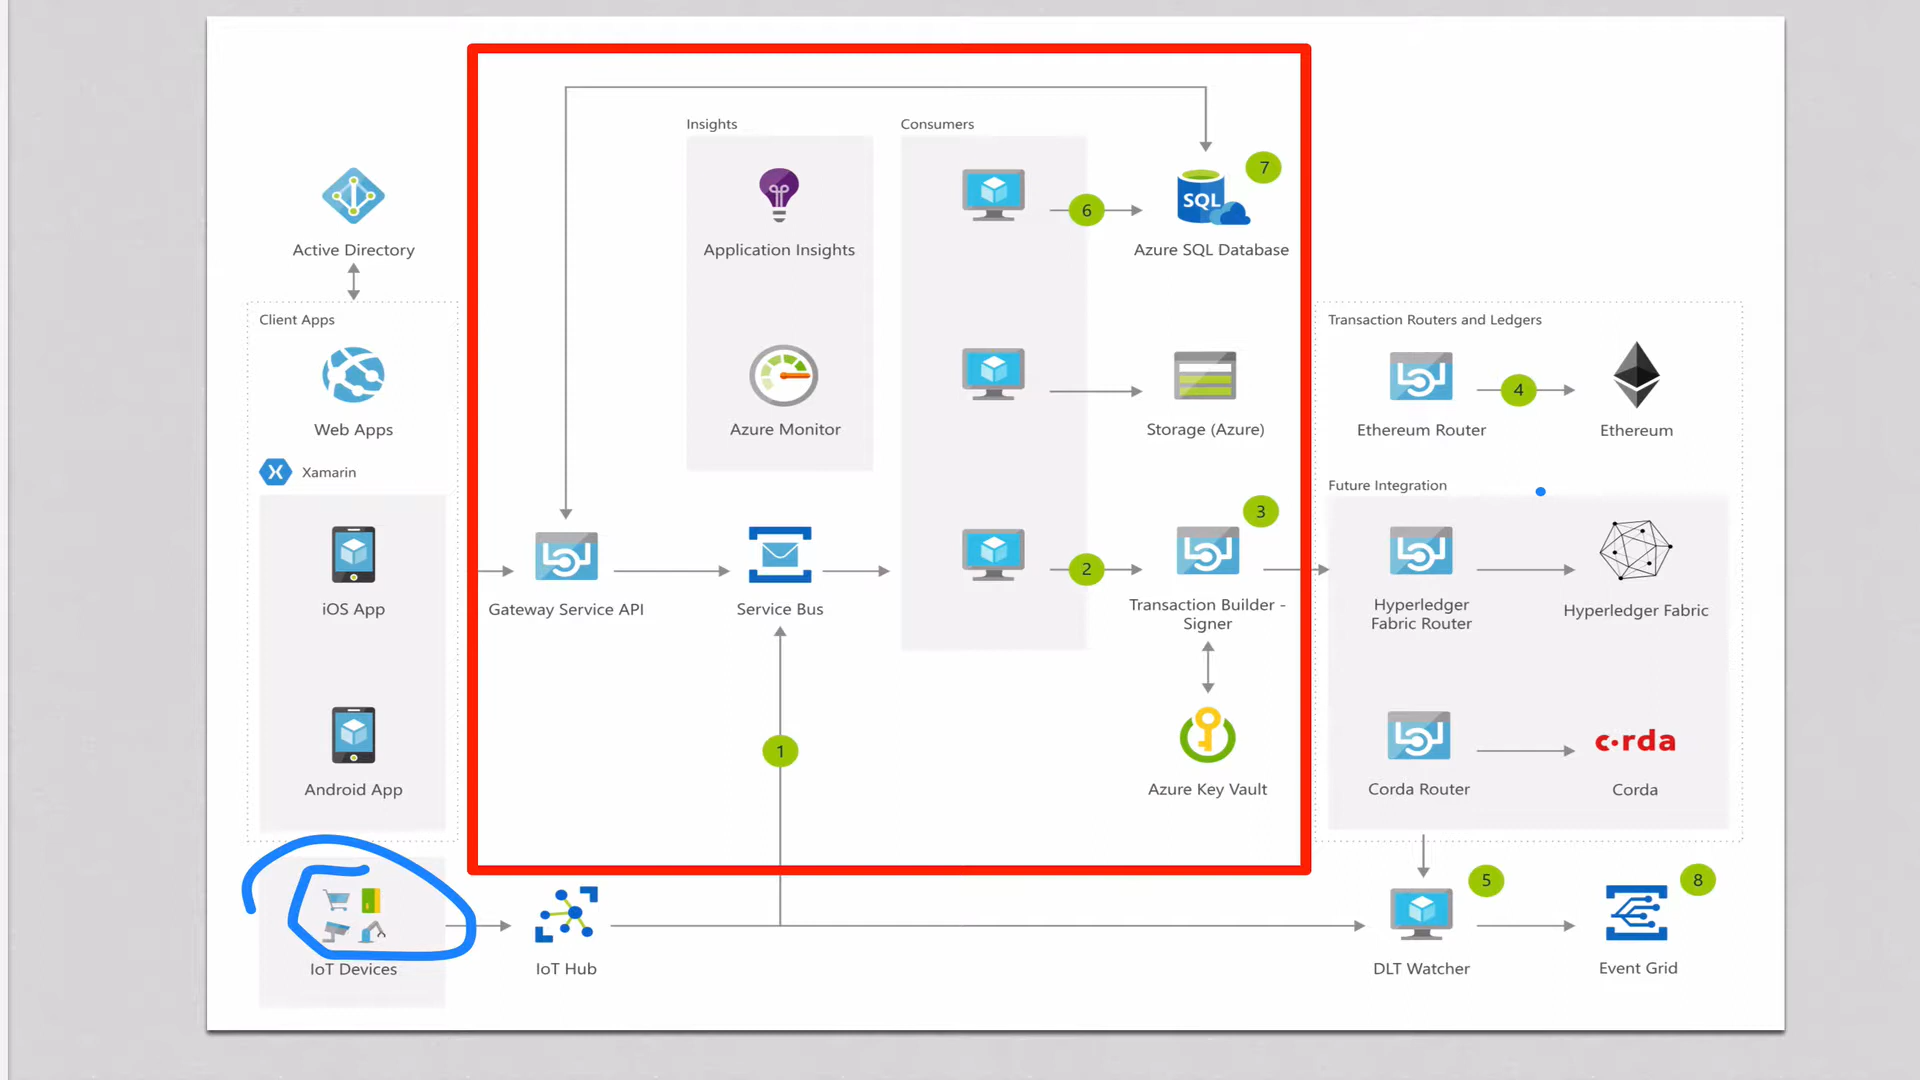 Insights
Consumers
7
SQL
6
Active Directory
Application Insights
Azure SQL Database
Client Apps
Transaction Routers and Ledgers
4
Web Apps
Azure Monitor
Storage (Azure)
Ethereum Router
Ethereum
X
Xamarin
Future Integration
3
2
iOS App
Gateway Service API
Service Bus
Transaction Builder -
Signer
Hyperledger
Fabric Router
Hyperledger Fabric
1
c·rda
Android App
Azure Key Vault
Corda Router
Corda
5
8
IoT Devices
IoT Hub
DLT Watcher
Event Grid